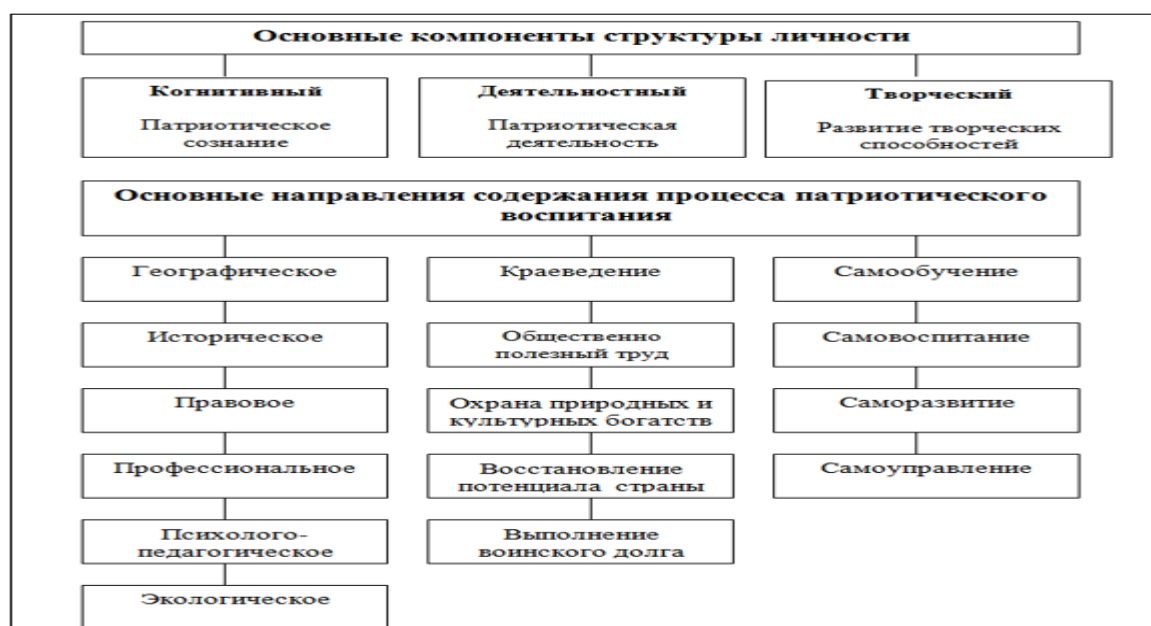 Основные компоненты структуры личности
Когнитивный
Патриотическое
сознание
Деятельностный
Патриотическая
деятельность
Творческий
Развитие творческих
способностей
Основные направления содержания процесса патриотического
воспитания
Географическое
Историческое
Правовое
Профессиональное
Психолого-
педагогическое
Экологическое
Краеведение
Общественно
полезный труд
Охрана природных и
культурных богатств
Восстановление
потенциала страны
Выполнение
воинского долга
Самообучение
Самовоспитание
Саморазвитие
Самоуправление